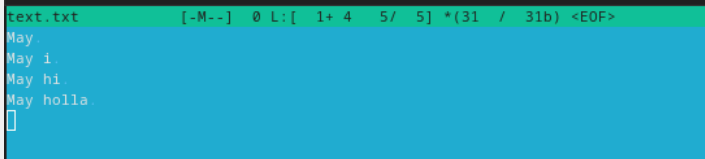 text.txt [-M--] 0 L:[ 1+ 4 5/ 5] *(31 / 31b) <EOF>
May
May i
May hi
May holla